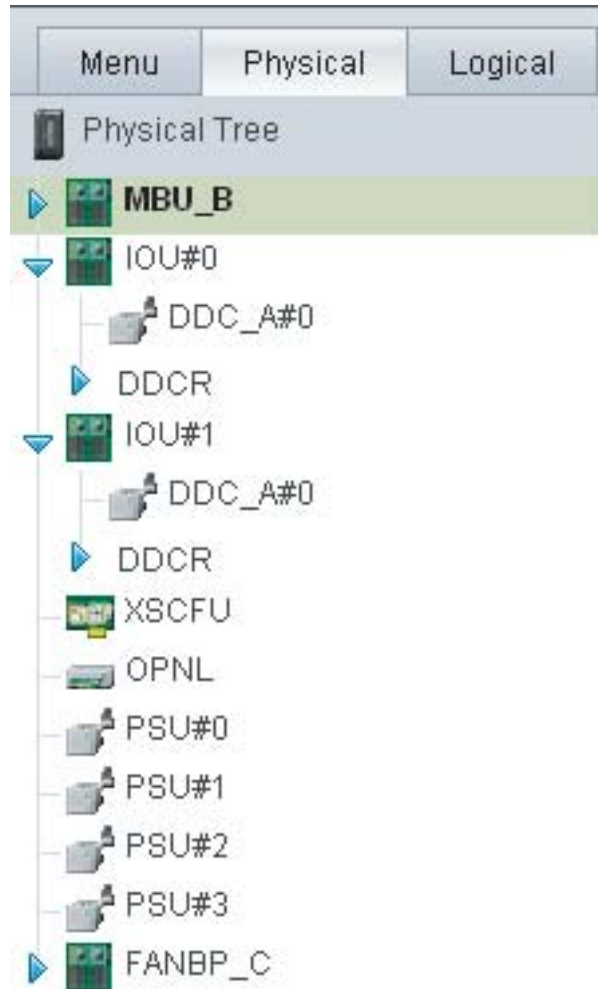 Menu Physical Logical
Physical Tree
MBU_B
IOU#0
DDC_A#0
DDCR
IOU#1
DDC_A#0
DDCR
XSCFU
OPNL
PSU#0
PSU#1
PSU#2
PSU#3
FANBP_C